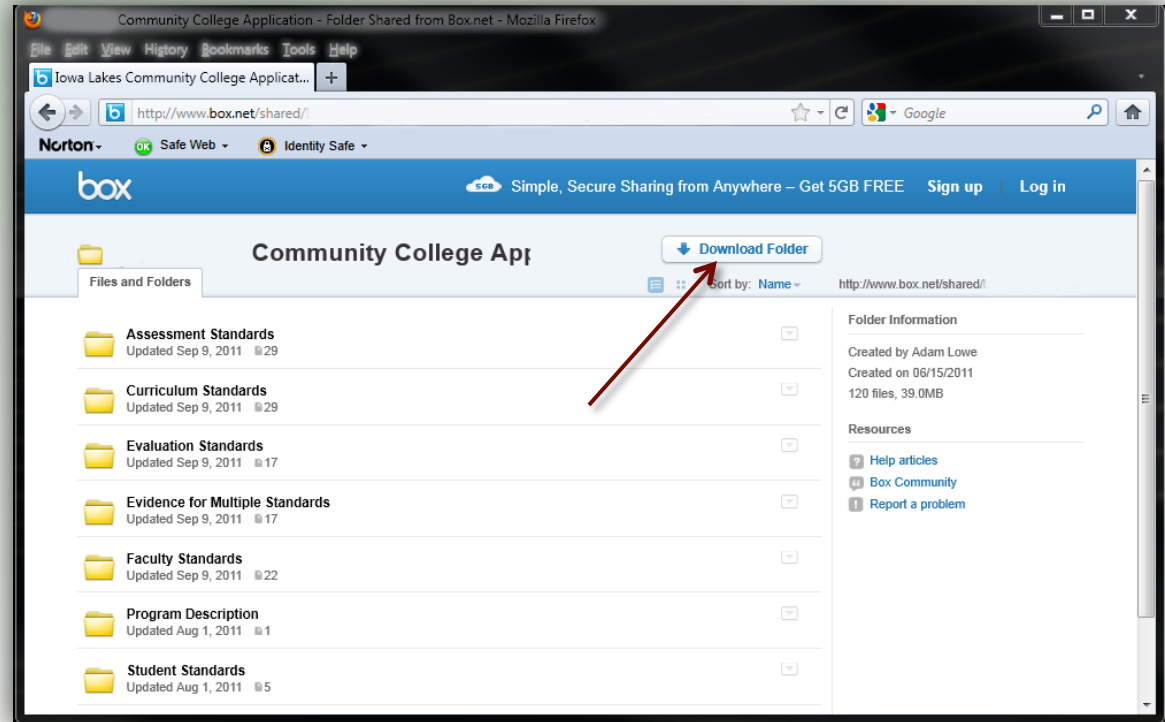 Community College Application - Folder Shared from Box.net - Mozilla Firefox
File Edit View History Bookmarks Tools Help
Iowa Lakes Community College Applicat...
http://www.box.net/shared/
Google
Norton
OK Safe Web Identity Safe
box
5GB Simple, Secure Sharing from Anywhere – Get 5GB FREE Sign up Log in
Community College App
Download Folder
Files and Folders
Sort by: Name
http://www.box.net/shared/
Assessment Standards
Updated Sep 9, 2011 29
Curriculum Standards
Updated Sep 9, 2011 29
Evaluation Standards
Updated Sep 9, 2011 17
Evidence for Multiple Standards
Updated Sep 9, 2011 17
Faculty Standards
Updated Sep 9, 2011 22
Program Description
Updated Aug 1, 2011 1
Student Standards
Updated Aug 1, 2011 5
Folder Information
Created by Adam Lowe
Created on 06/15/2011
120 files, 39.0MB
Resources
Help articles
Box Community
Report a problem